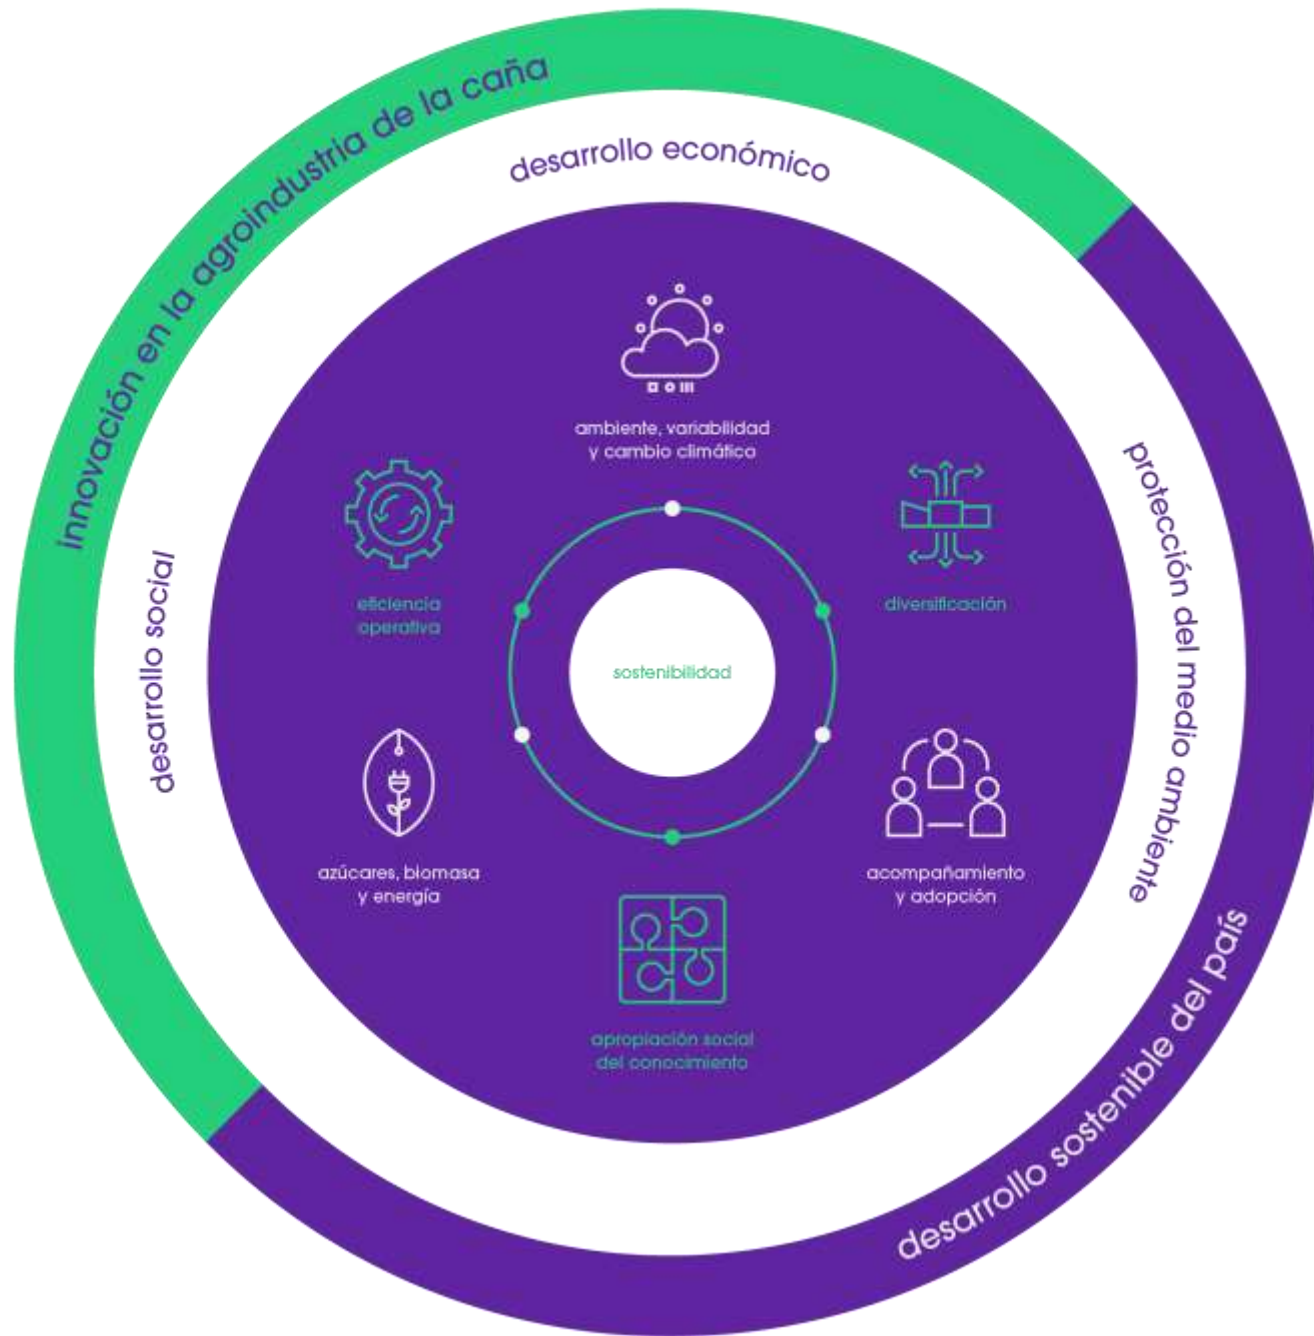 innovación en la agroindustria de la caña
desarrollo económico
desarrollo social
protección del medio ambiente
desarrollo sostenible del país
ambiente, variabilidad
y cambio climático
eficiencia
operativa
diversificación
sostenibilidad
azúcares, biomasa
y energía
acompañamiento
y adopción
apropiación social
del conocimiento